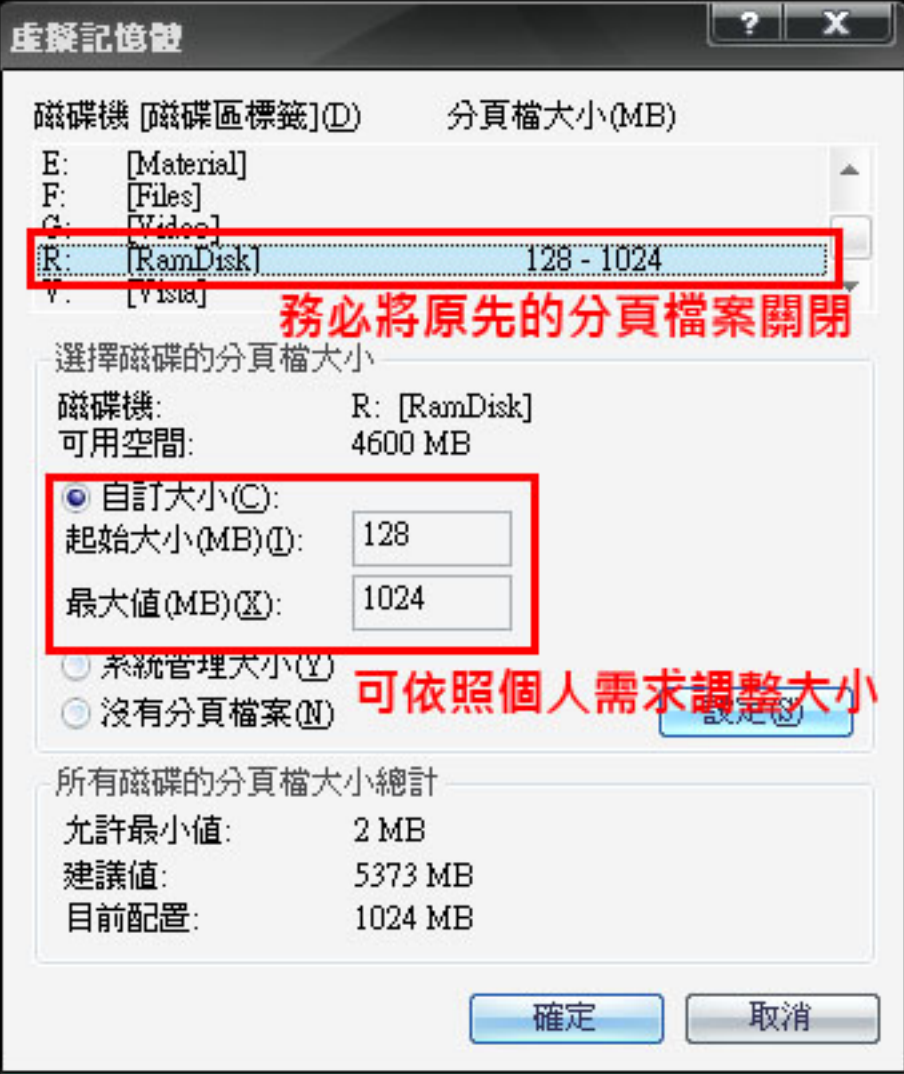 虛擬記憶體
磁碟機 [磁碟區標籤](D) 分頁檔大小(MB)
E: [Material]
F: [Files]
G: [Video]
R: [RamDisk] 128 - 1024
V: [Vista]
務必將原先的分頁檔案關閉
選擇磁碟的分頁檔大小
磁碟機: R: [RamDisk]
可用空間: 4600 MB
自訂大小(C):
起始大小(MB)(I): 128
最大值(MB)(X): 1024
系統管理大小(Y)
可依照個人需求調整大小
沒有分頁檔案(N) 設定(S)
所有磁碟的分頁檔大小總計
允許最小值: 2 MB
建議值: 5373 MB
目前配置: 1024 MB
確定 取消